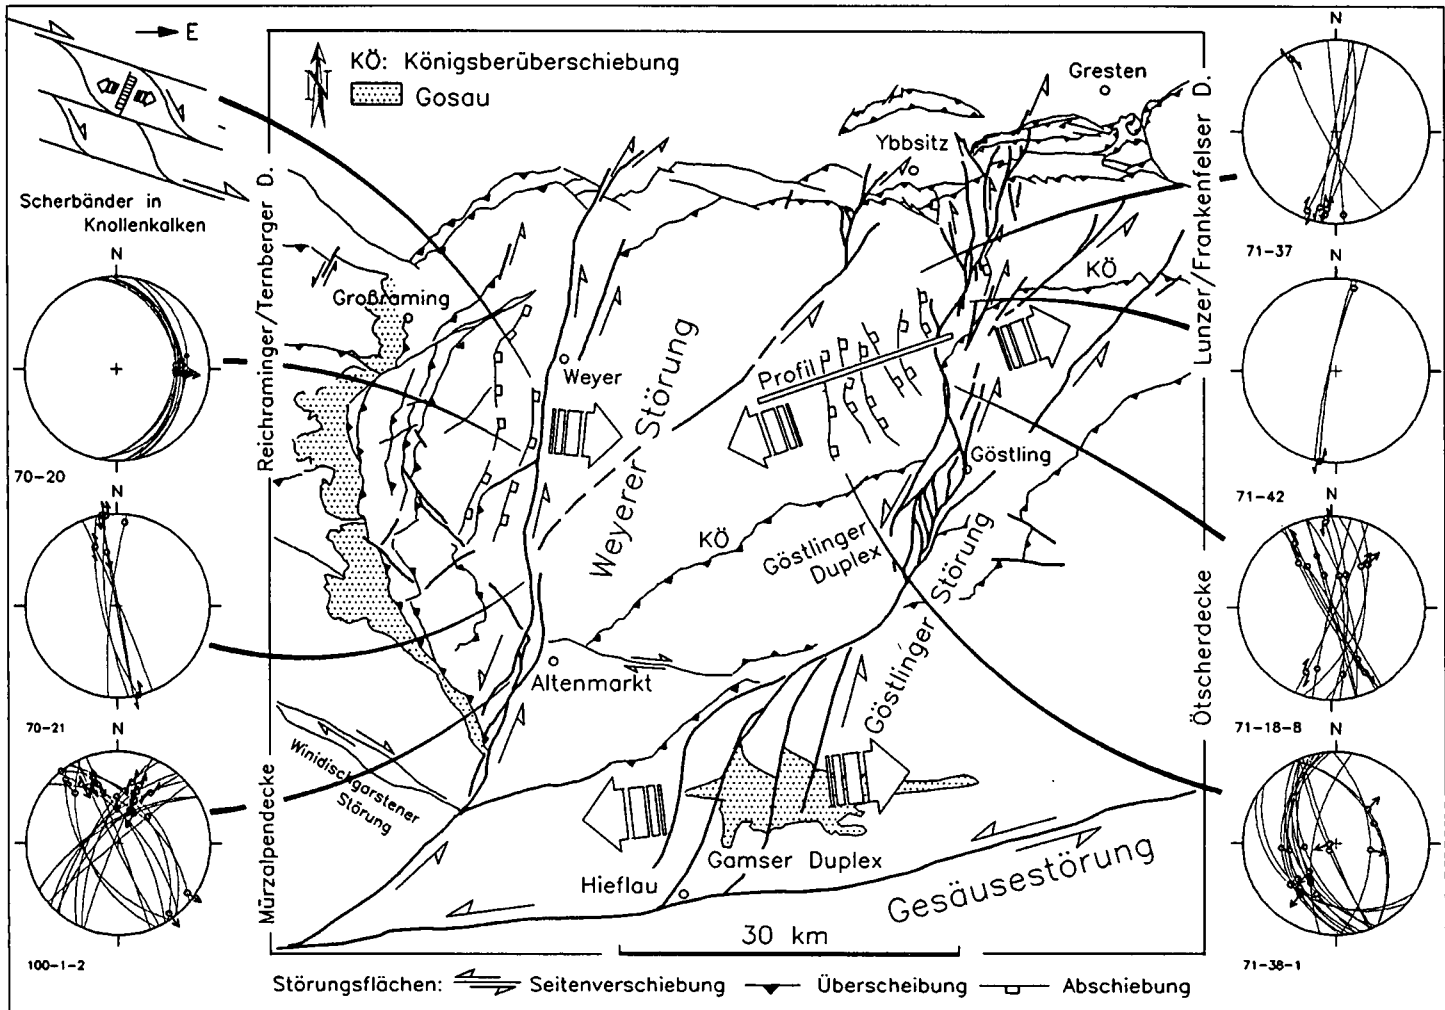 E
N
KÖ: Königsberüberschiebung
Gosau
Scherbänder in
Knollenkalken
N
70-20
N
70-21
N
100-1-2
Reichraminger/Ternberger D.
Mürzalpendecke
Großraming
Weyer
Weyerer Störung
Ybbsitz
Gresten
KÖ
Profil
Göstling
KÖ
Göstlinger
Duplex
Göstlinger Störung
Altenmarkt
Winidischgarstener
Störung
Gamser Duplex
Hieflau
Gesäusestörung
30 km
Lunzer/Frankenfelser D.
Ötscherdecke
N
71-37
71-42
N
71-18-8
N
71-38-1
Störungsflächen: Seitenverschiebung Überscheibung Abschiebung